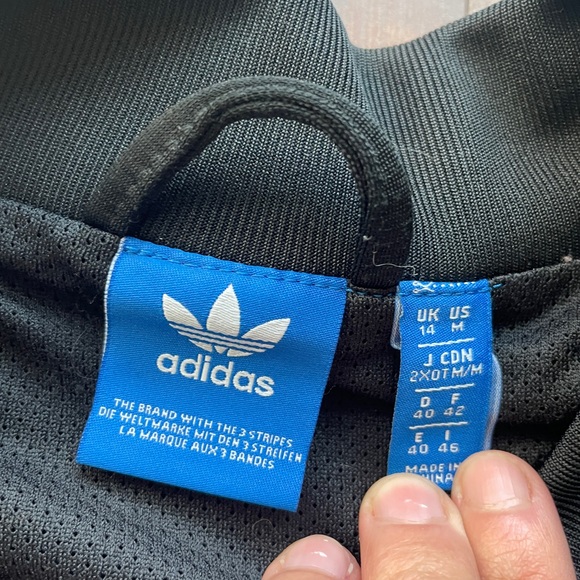 adidas
THE BRAND WITH THE 3 STRIPES
DIE WELTMARKE MIT DEN 3 STREIFEN
LA MARQUE AUX 3 BANDES
UK US
14 M
J CDN
2XOT M/M
D F
40 42
E I
40 46
MADE IN